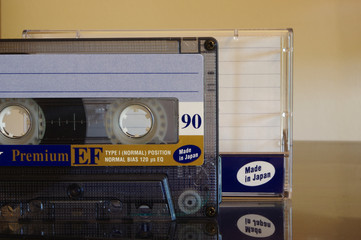 90
Premium EF TYPE I (NORMAL) POSITION
NORMAL BIAS 120 µs EQ
Made
in Japan
Made
in Japan